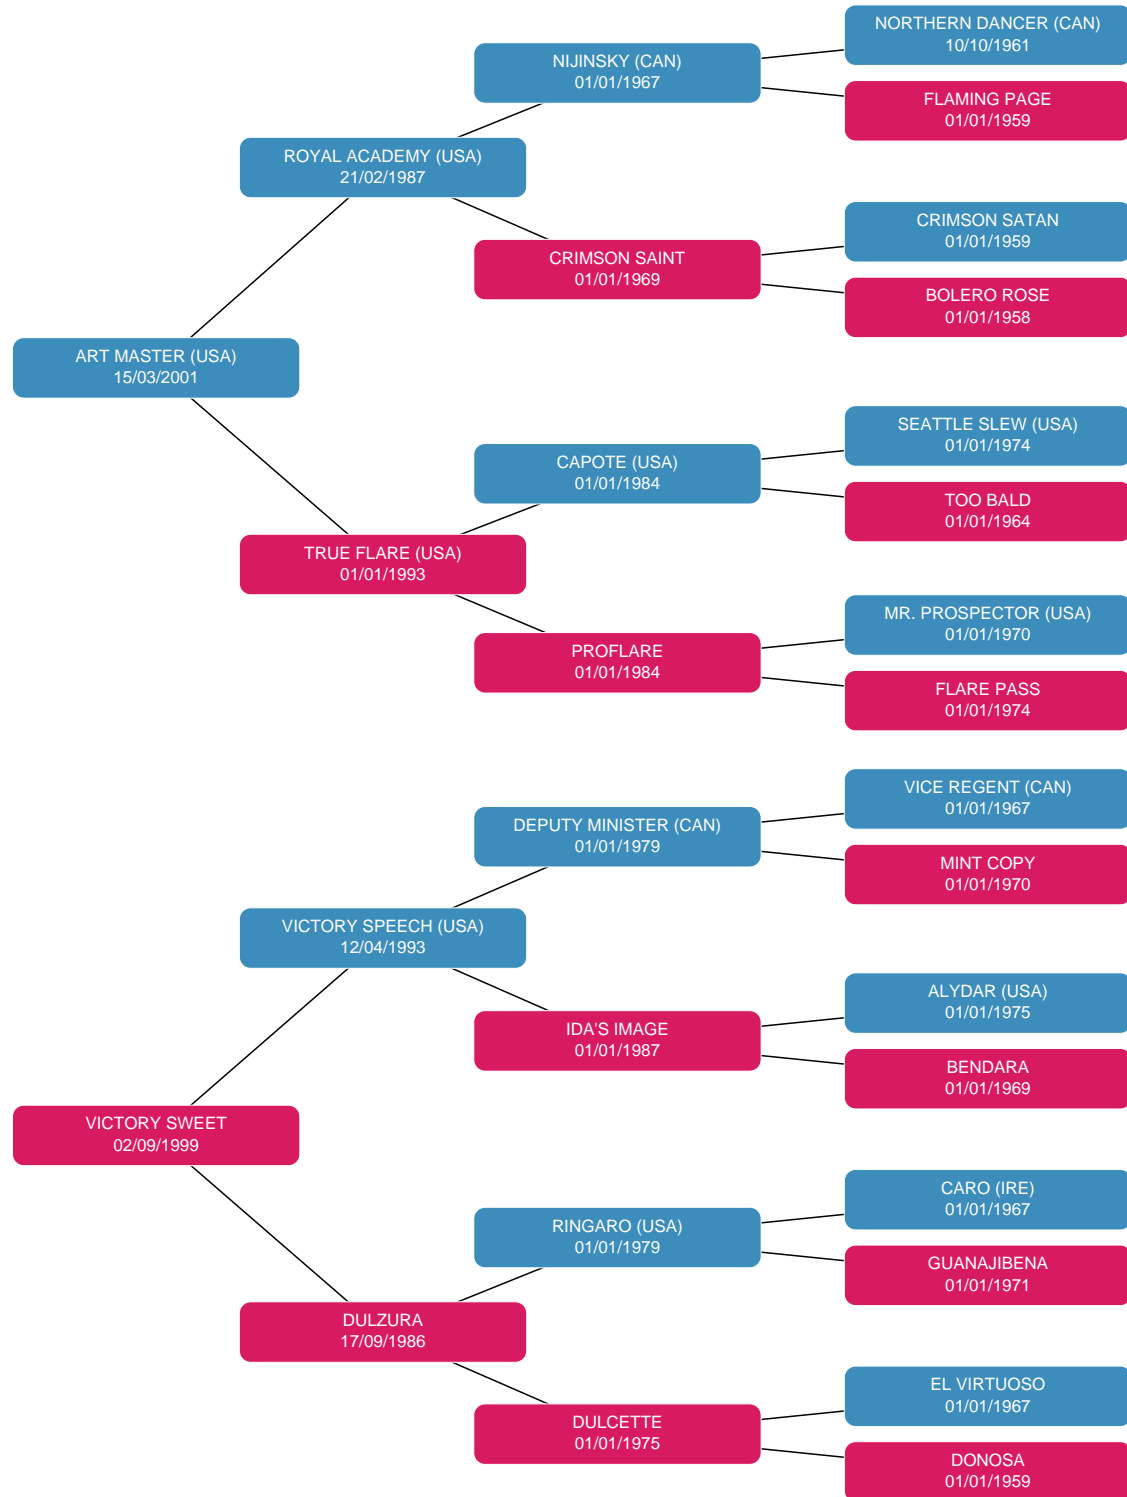 NORTHERN DANCER (CAN)
10/10/1961
NIJINSKY (CAN)
01/01/1967
FLAMING PAGE
01/01/1959
ROYAL ACADEMY (USA)
21/02/1987
CRIMSON SATAN
01/01/1959
CRIMSON SAINT
01/01/1969
BOLERO ROSE
01/01/1958
ART MASTER (USA)
15/03/2001
SEATTLE SLEW (USA)
01/01/1974
CAPOTE (USA)
01/01/1984
TOO BALD
01/01/1964
TRUE FLARE (USA)
01/01/1993
MR. PROSPECTOR (USA)
01/01/1970
PROFLARE
01/01/1984
FLARE PASS
01/01/1974
VICE REGENT (CAN)
01/01/1967
DEPUTY MINISTER (CAN)
01/01/1979
MINT COPY
01/01/1970
VICTORY SPEECH (USA)
12/04/1993
ALYDAR (USA)
01/01/1975
IDA'S IMAGE
01/01/1987
BENDARA
01/01/1969
VICTORY SWEET
02/09/1999
CARO (IRE)
01/01/1967
RINGARO (USA)
01/01/1979
GUANAJIBENA
01/01/1971
DULZURA
17/09/1986
EL VIRTUOSO
01/01/1967
DULCETTE
01/01/1975
DONOSA
01/01/1959